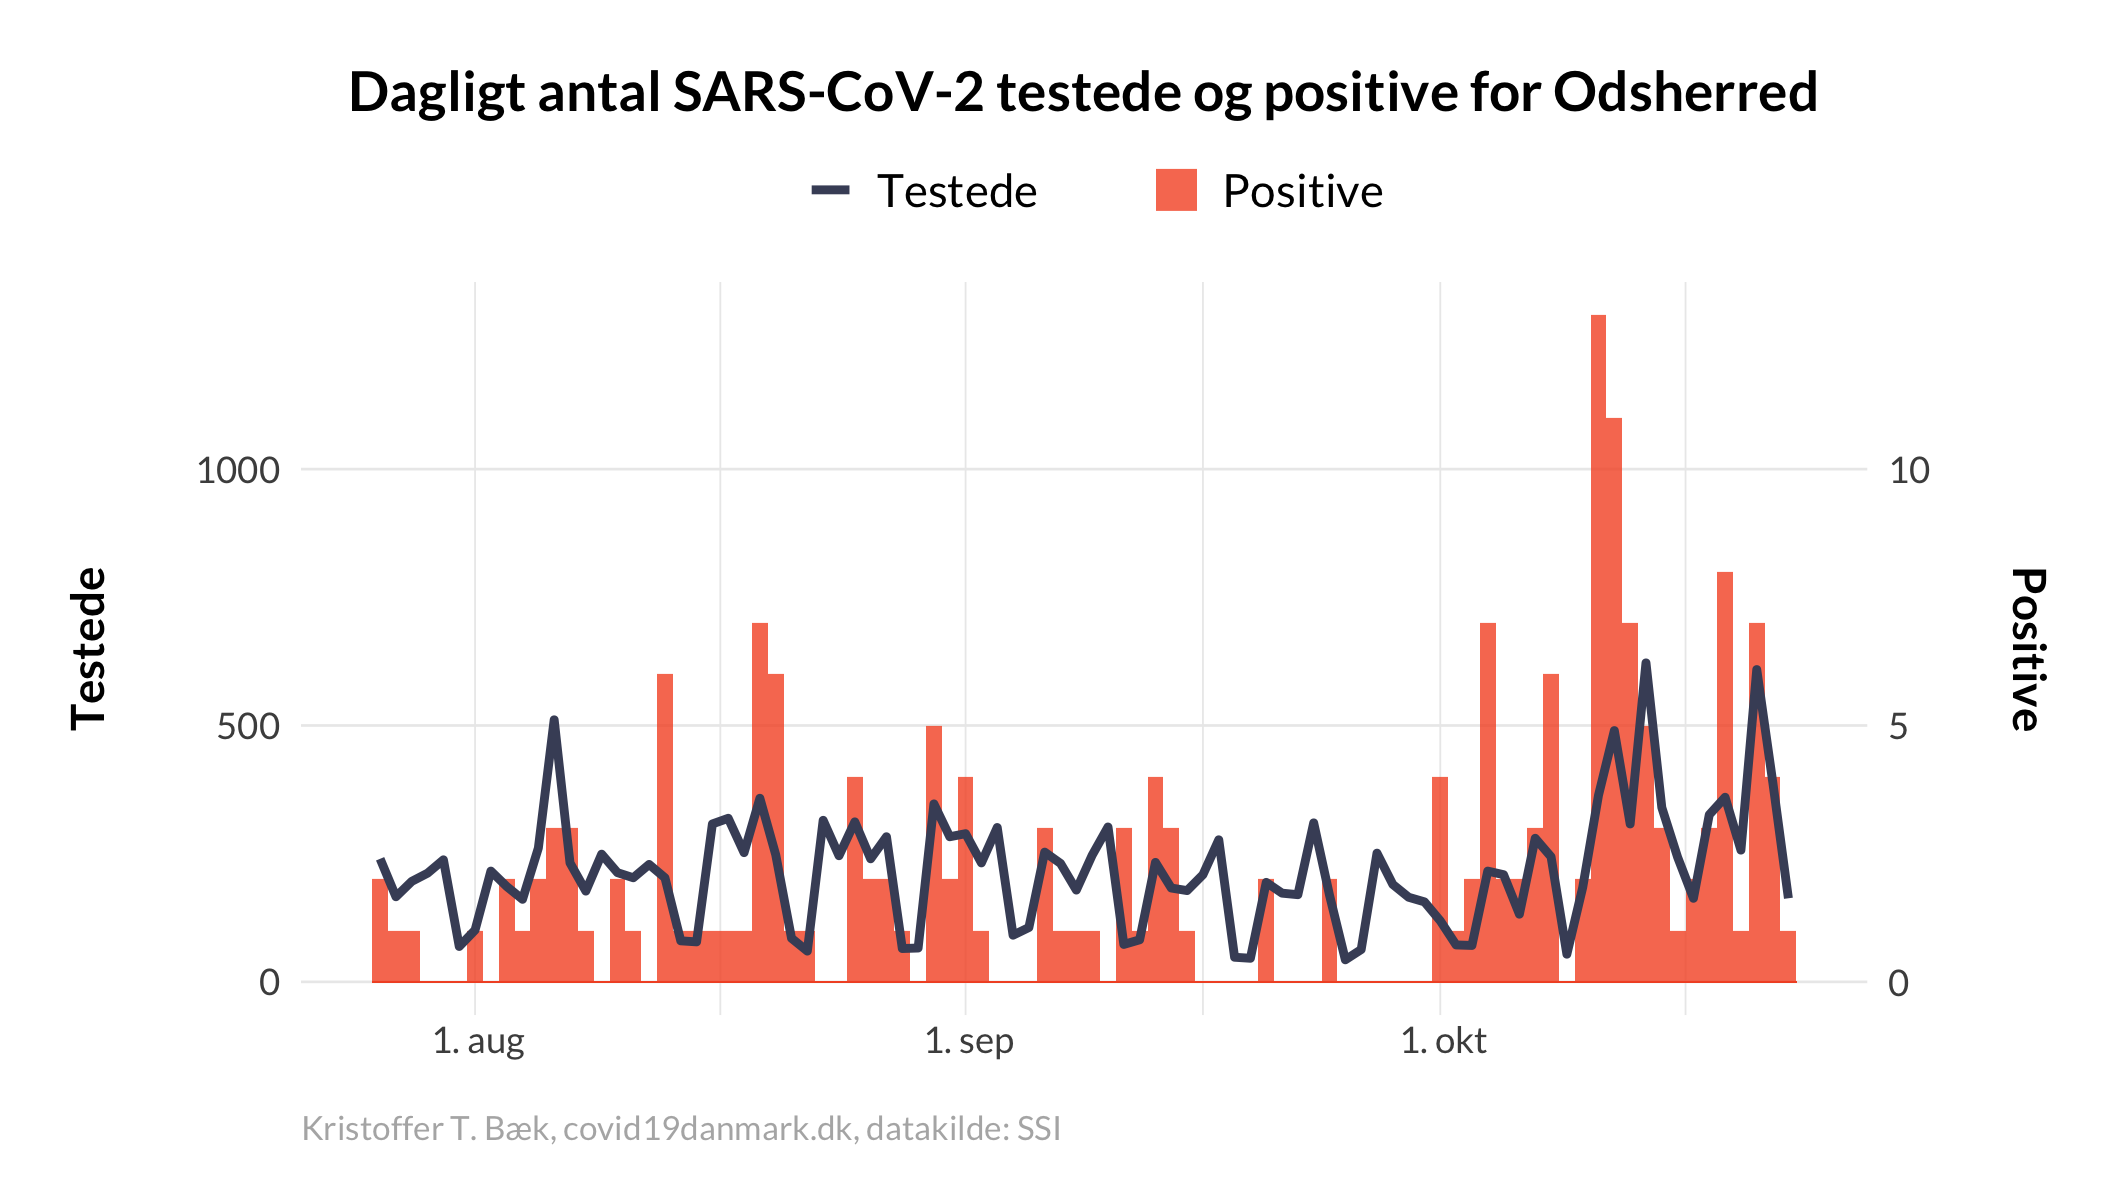 Dagligt antal SARS-CoV-2 testede og positive for Odsherred
Testede
Positive
Testede
1000
500
0
10
5
0
Positive
1. aug
1. sep
1. okt
Kristoffer T. Bæk, covid19danmark.dk, datakilde: SSI